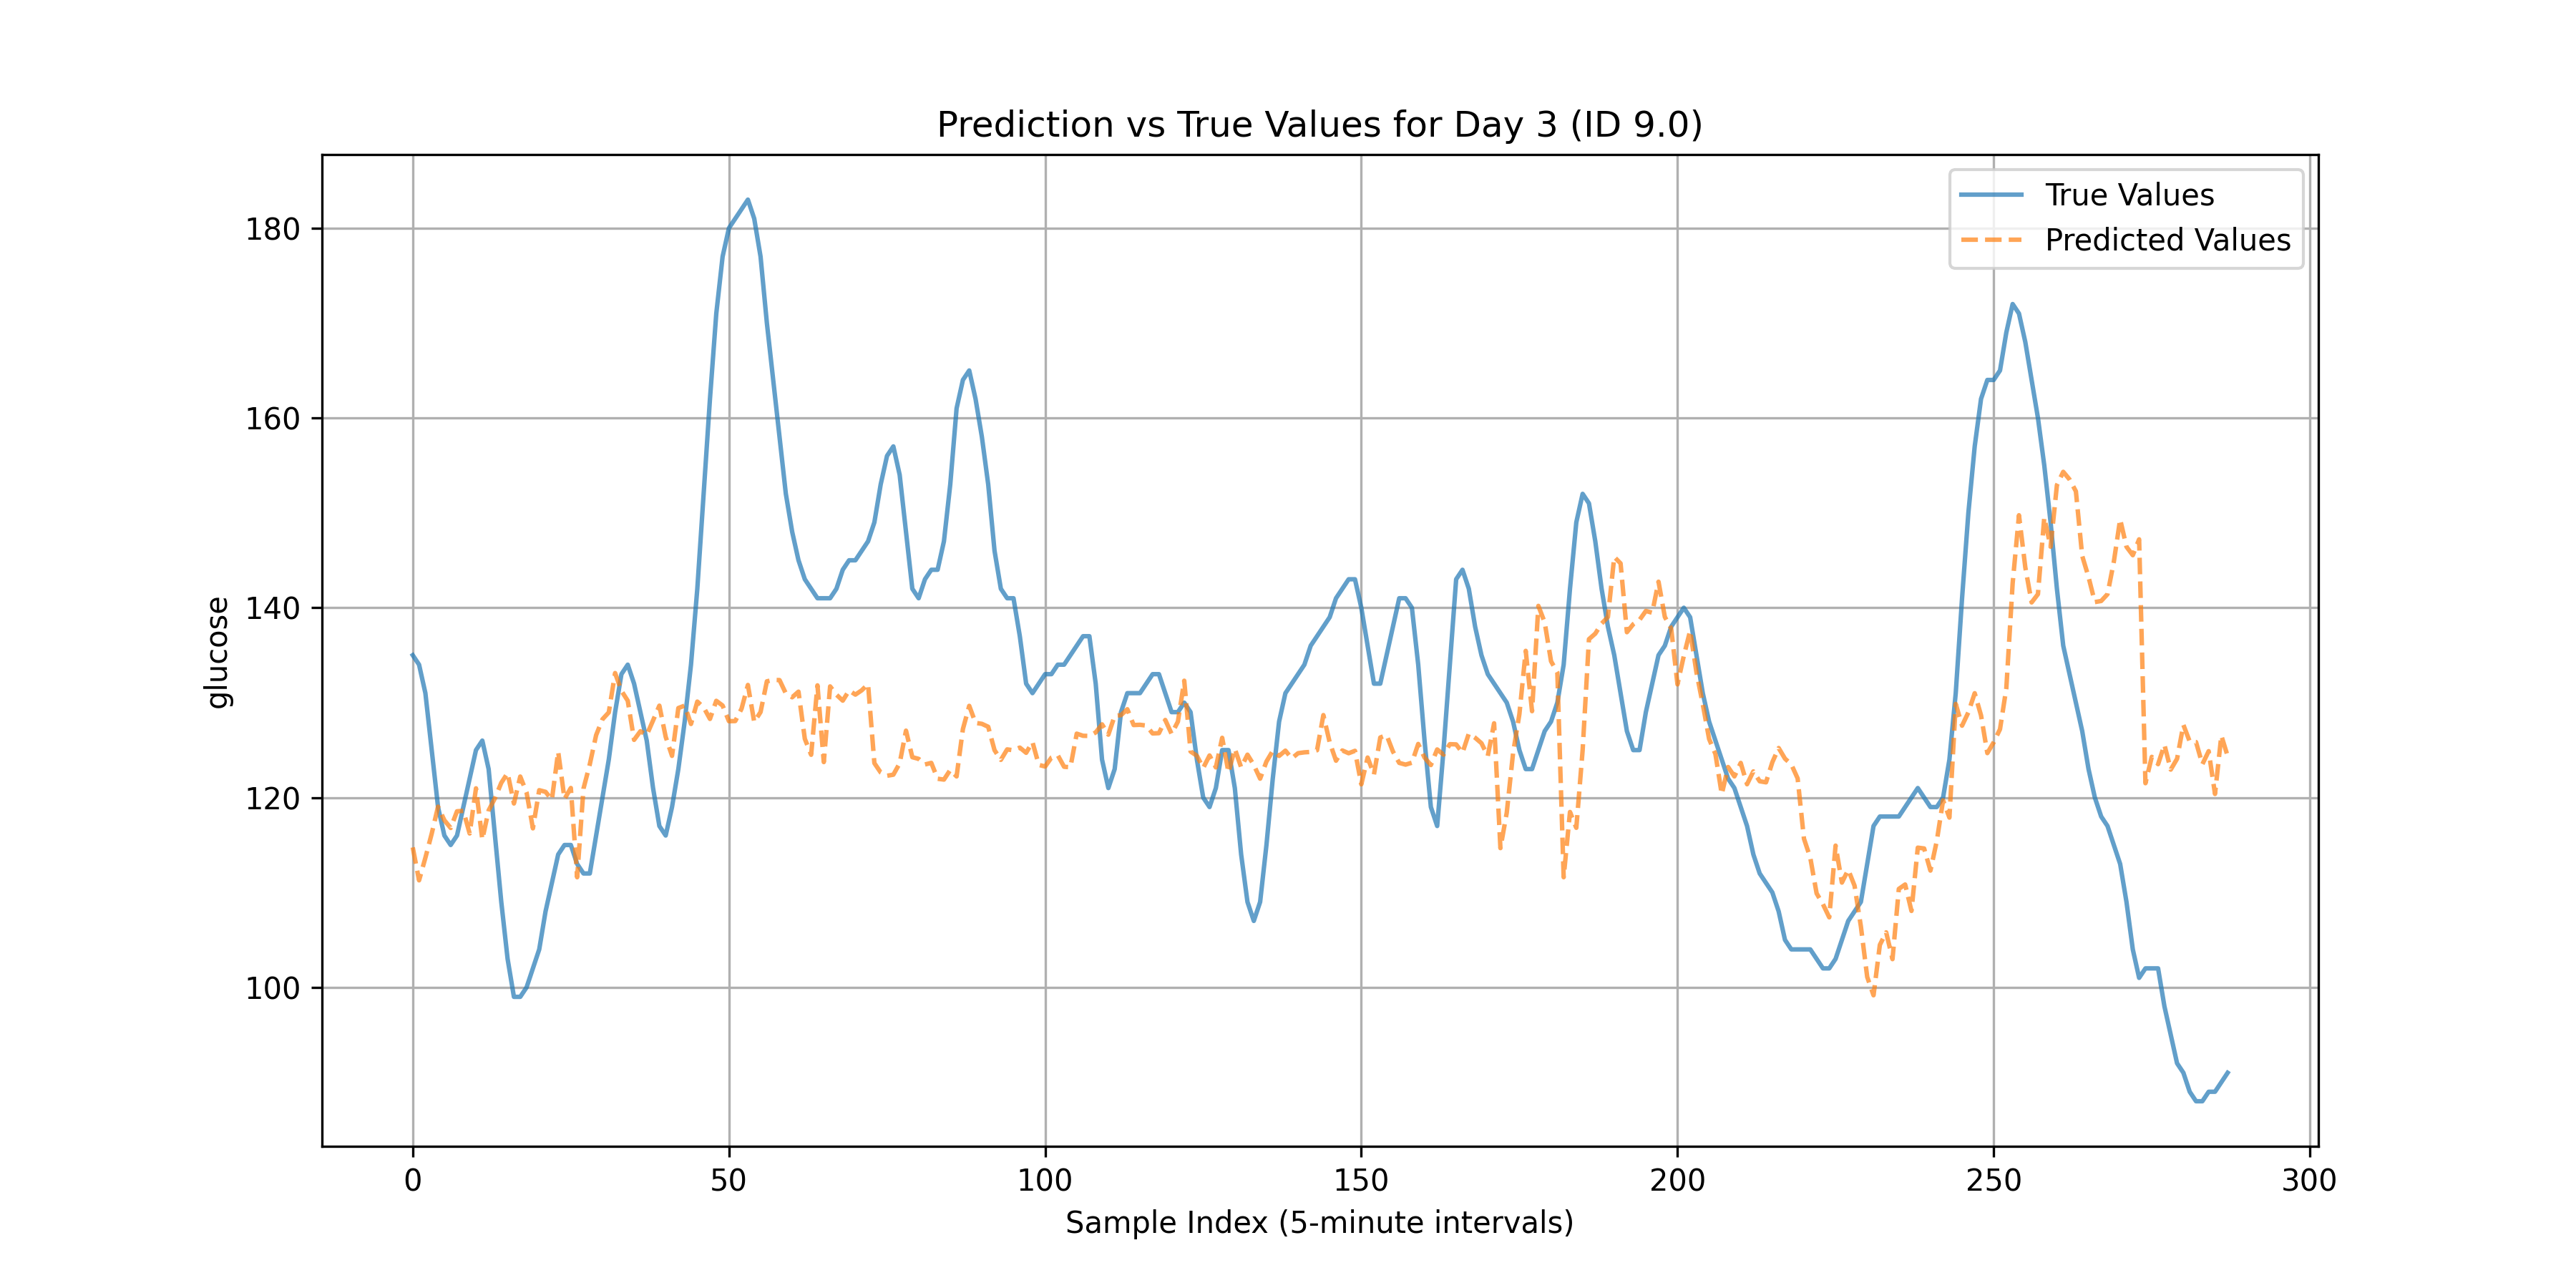 Prediction vs True Values for Day 3 (ID 9.0)
True Values
Predicted Values
180
160
140
120
100
glucose
0 50 100 150 200 250 300
Sample Index (5-minute intervals)